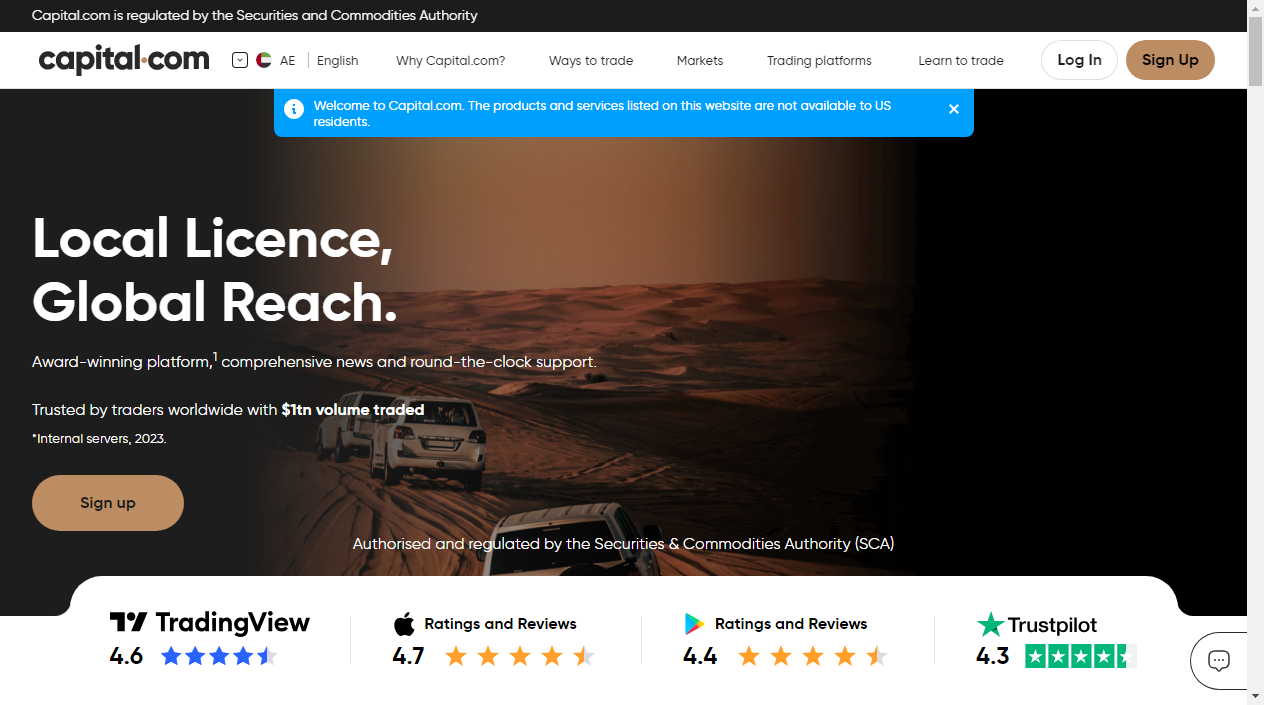 Capital.com is regulated by the Securities and Commodities Authority
capital.com AE English Why Capital.com? Ways to trade Markets Trading platforms Learn to trade Log In Sign Up
Welcome to Capital.com. The products and services listed on this website are not available to US
residents.
Local Licence,
Global Reach.
Award-winning platform,1 comprehensive news and round-the-clock support.
Trusted by traders worldwide with $1tn volume traded
*Internal servers, 2023.
Sign up
Authorised and regulated by the Securities & Commodities Authority (SCA)
TradingView
4.6
Ratings and Reviews
4.7
Ratings and Reviews
4.4
Trustpilot
4.3